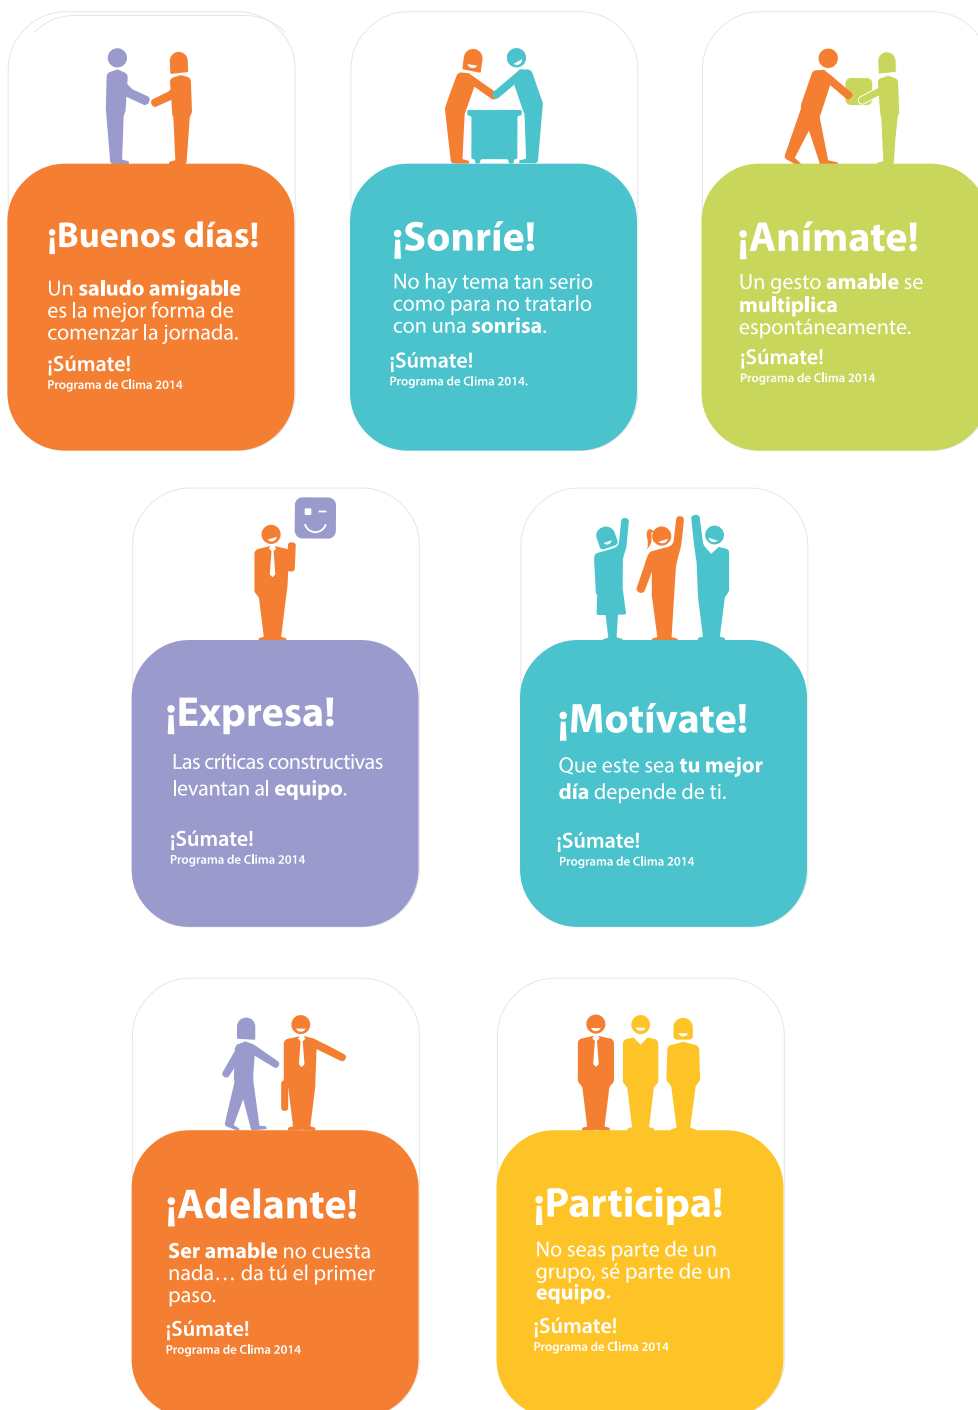 ¡Buenos días!
Un saludo amigable
es la mejor forma de
comenzar la jornada.
¡Súmate!
Programa de Clima 2014
¡Sonríe!
No hay tema tan serio
como para no tratarlo
con una sonrisa.
¡Súmate!
Programa de Clima 2014.
¡Anímate!
Un gesto amable se
multiplica
espontáneamente.
¡Súmate!
Programa de Clima 2014
¡Expresa!
Las críticas constructivas
levantan al equipo.
¡Súmate!
Programa de Clima 2014
¡Motívate!
Que este sea tu mejor
día depende de ti.
¡Súmate!
Programa de Clima 2014
¡Adelante!
Ser amable no cuesta
nada... da tú el primer
paso.
¡Súmate!
Programa de Clima 2014
¡Participa!
No seas parte de un
grupo, sé parte de un
equipo.
¡Súmate!
Programa de Clima 2014